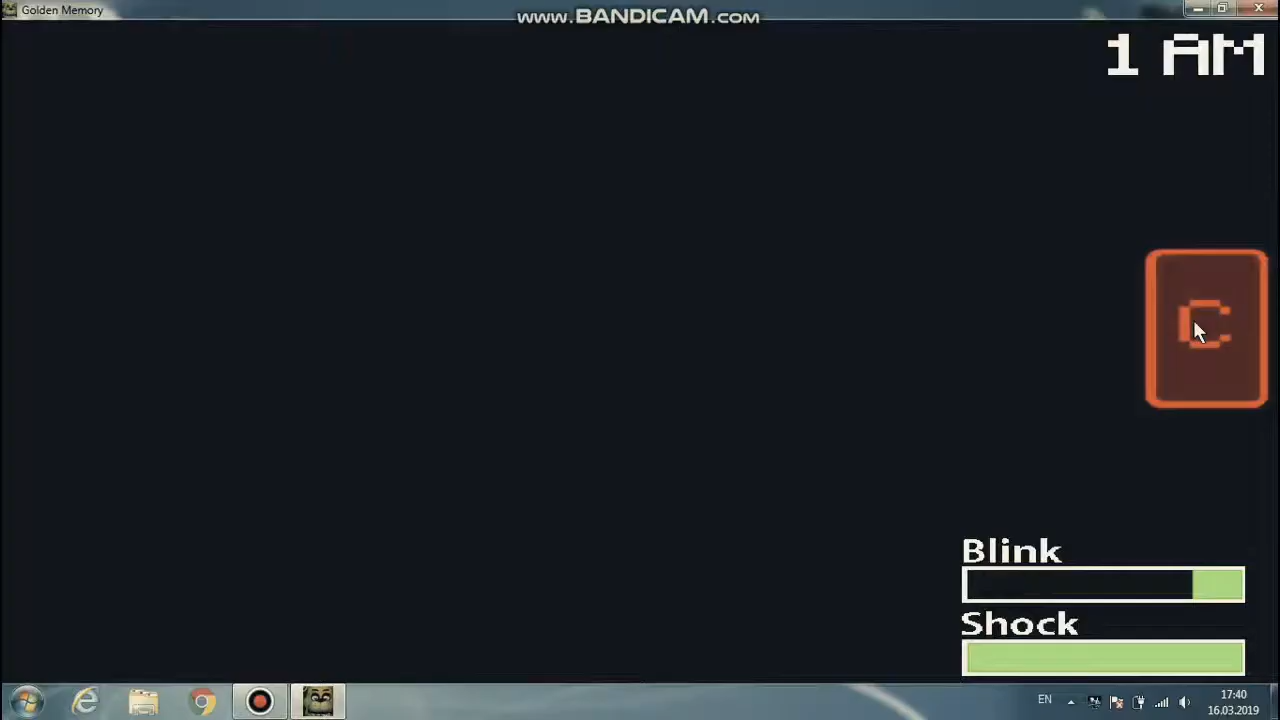 Golden Memory
www.BANDICAM.com
1 AM
C
Blink
Shock
EN
17:40
16.03.2019